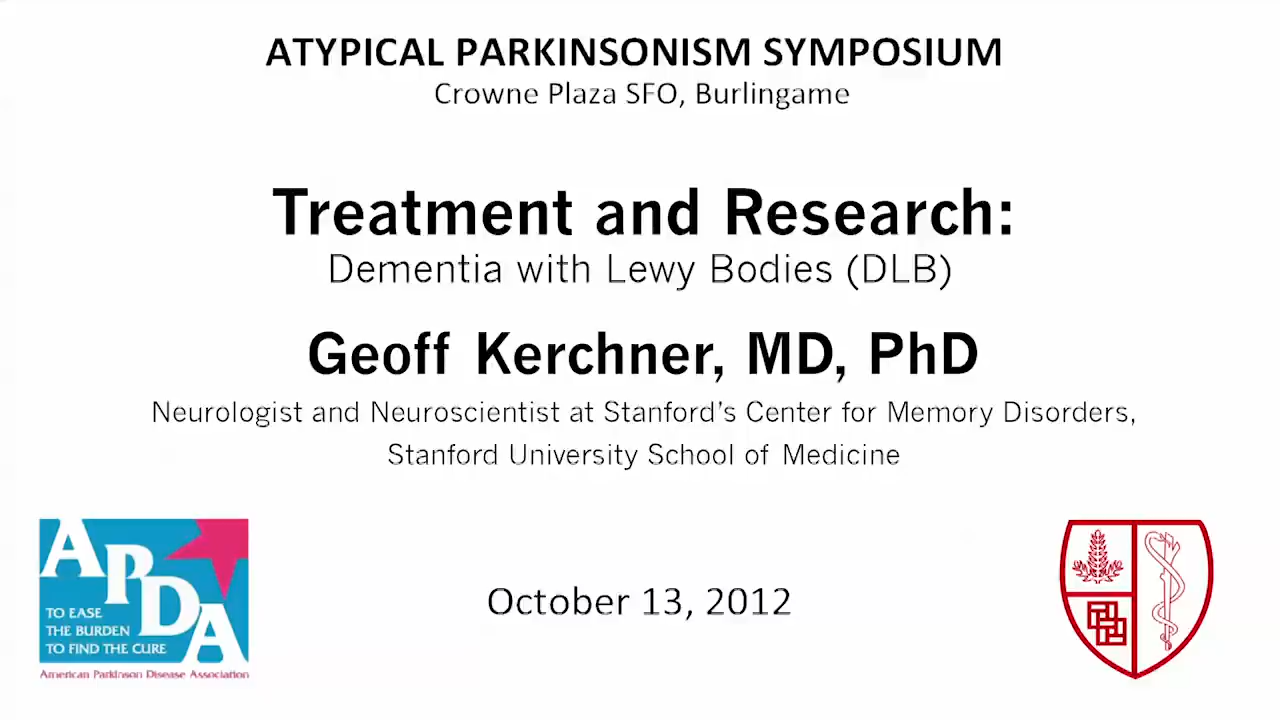 ATYPICAL PARKINSONISM SYMPOSIUM
Crowne Plaza SFO, Burlingame
Treatment and Research:
Dementia with Lewy Bodies (DLB)
Geoff Kerchner, MD, PhD
Neurologist and Neuroscientist at Stanford's Center for Memory Disorders,
Stanford University School of Medicine
APDA
TO EASE
THE BURDEN
TO FIND THE CURE
American Parkinson Disease Association
October 13, 2012